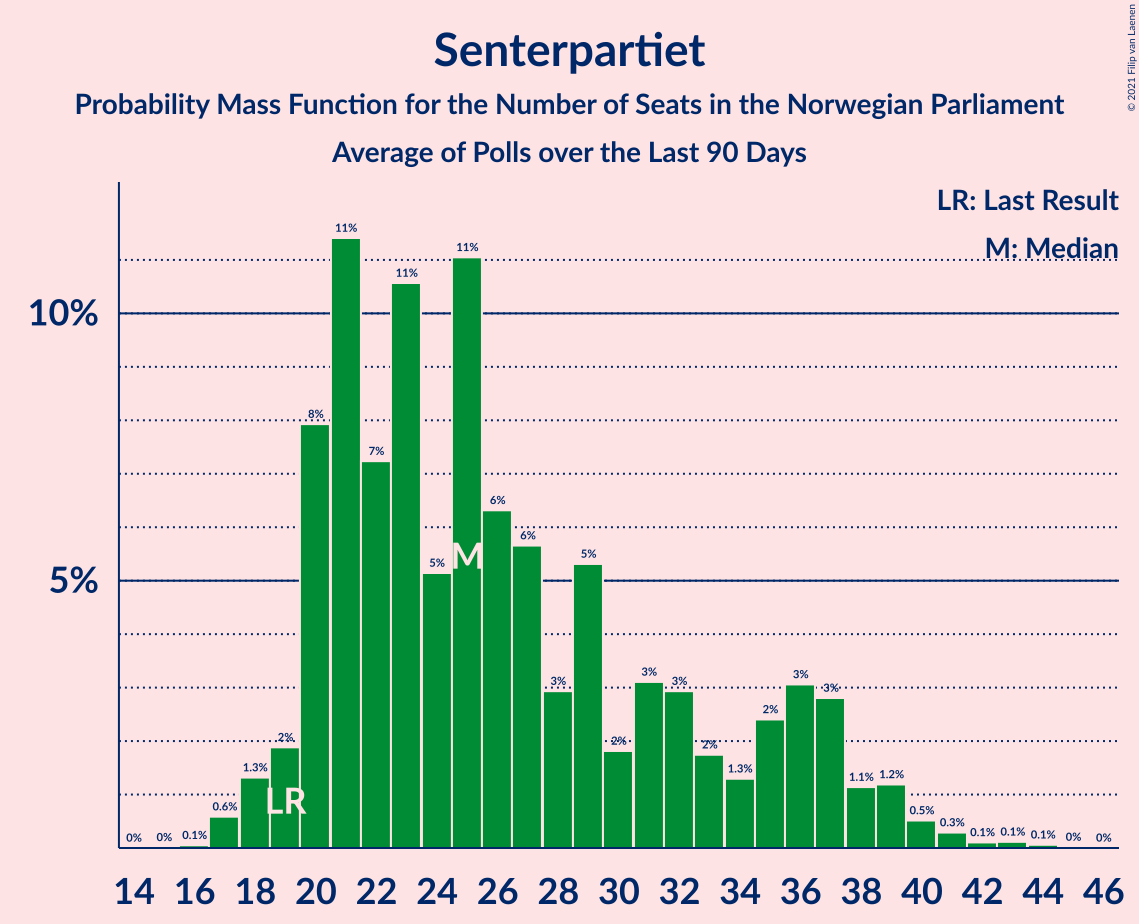 © 2021 Filip van Laenen
Senterpartiet
Probability Mass Function for the Number of Seats in the Norwegian Parliament
Average of Polls over the Last 90 Days
LR: Last Result
M: Median
10%
5%
0% 0% 0.1% 0.6% 1.3% 2% 8% 11% 7% 11% 5% 11% 6% 6% 3% 5% 2% 3% 3% 2% 1.3% 2% 3% 3% 1.1% 1.2% 0.5% 0.3% 0.1% 0.1% 0.1% 0% 0%
LR
M
14 16 18 20 22 24 26 28 30 32 34 36 38 40 42 44 46